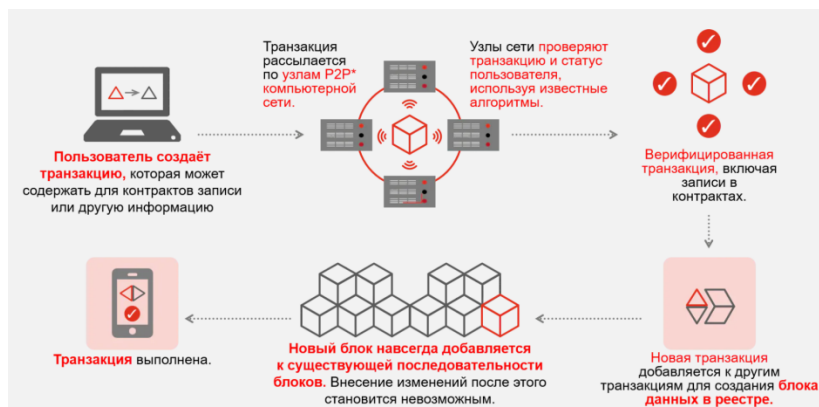 Пользователь создаёт
транзакцию, которая может
содержать для контрактов записи
или другую информацию
Транзакция
рассылается
по узлам P2P*
компьютерной
сети.
Узлы сети проверяют
транзакцию и статус
пользователя,
используя известные
алгоритмы.
Верифицированная
транзакция, включая
записи в
контрактах.
Новая транзакция
добавляется к другим
транзакциям для создания блока
данных в реестре.
Новый блок навсегда добавляется
к существующей последовательности
блоков. Внесение изменений после этого
становится невозможным.
Транзакция выполнена.